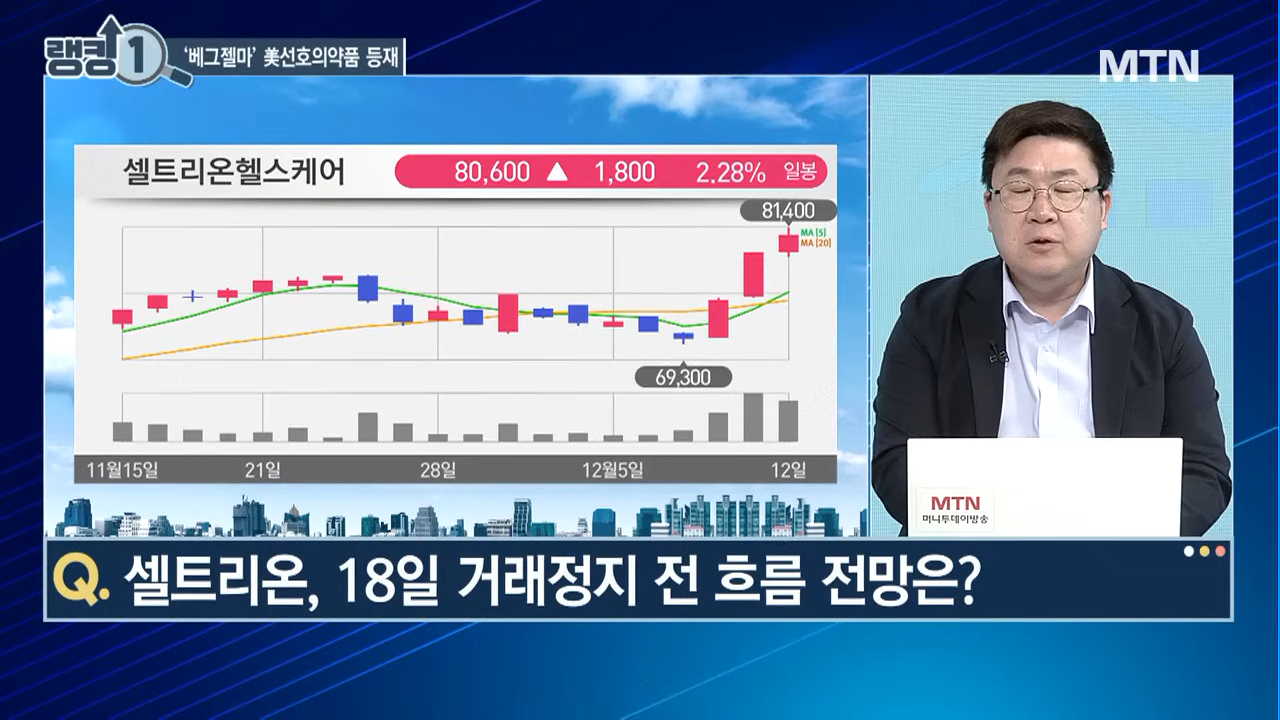 랭킹 1
‘베그젤마’ 美선호의약품 등재
MTN
셀트리온헬스케어
80,600 ▲ 1,800 2.28% 일봉
81,400
MA [5]
MA [20]
69,300
11월15일 21일 28일 12월5일 12일
MTN
머니투데이방송
Q. 셀트리온, 18일 거래정지 전 흐름 전망은?